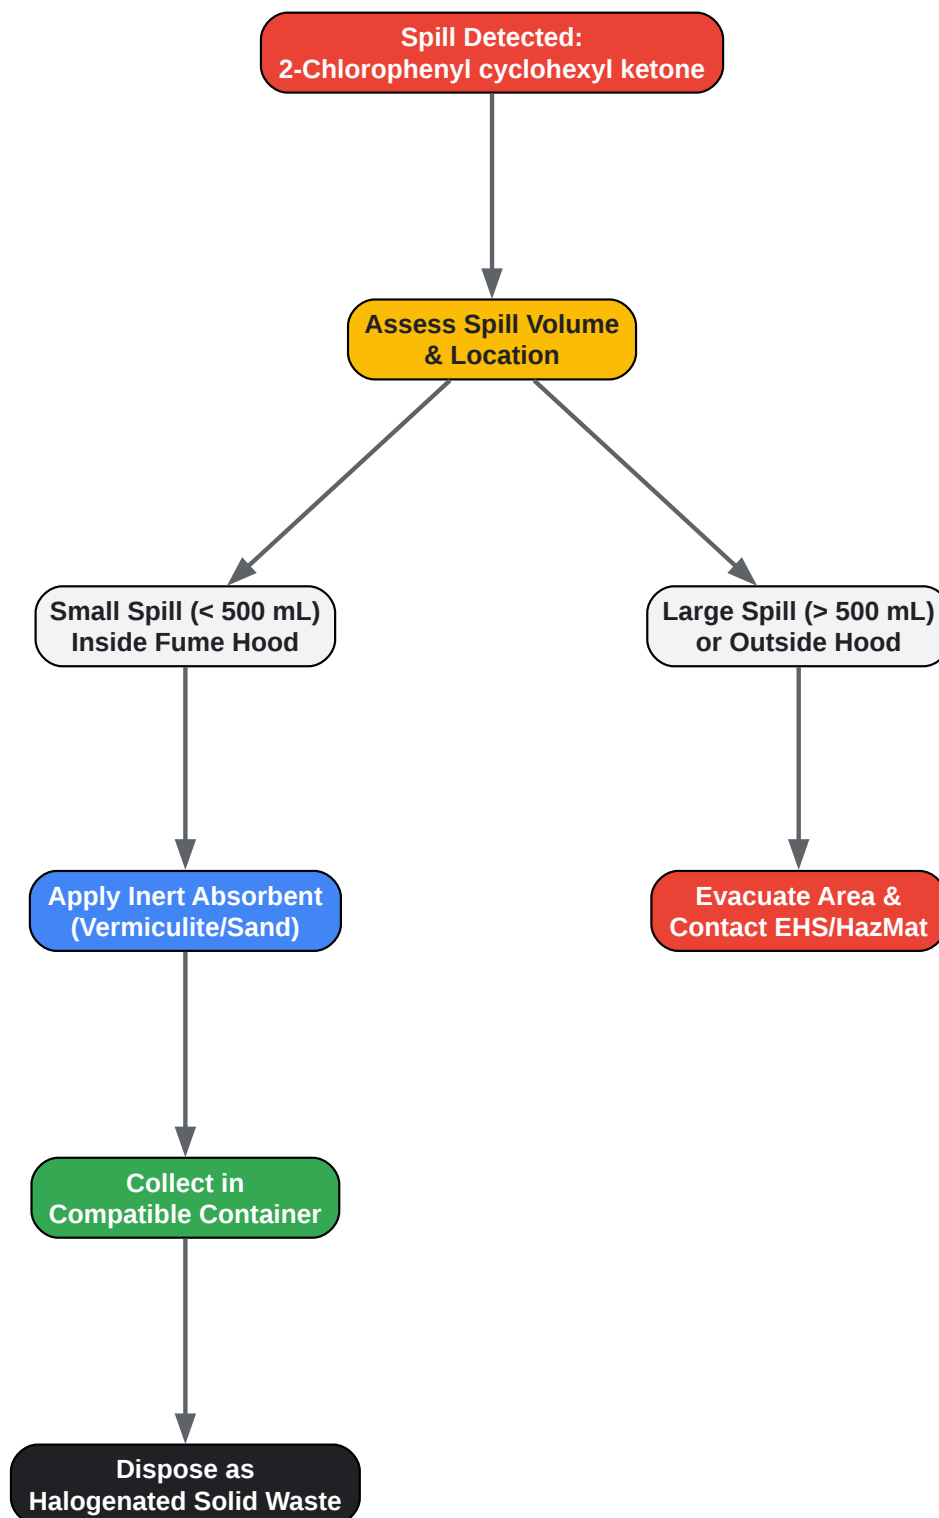 Spill Detected:
2-Chlorophenyl cyclohexyl ketone
Assess Spill Volume
& Location
Small Spill (< 500 mL)
Inside Fume Hood
Large Spill (> 500 mL)
or Outside Hood
Apply Inert Absorbent
(Vermiculite/Sand)
Evacuate Area &
Contact EHS/HazMat
Collect in
Compatible Container
Dispose as
Halogenated Solid Waste